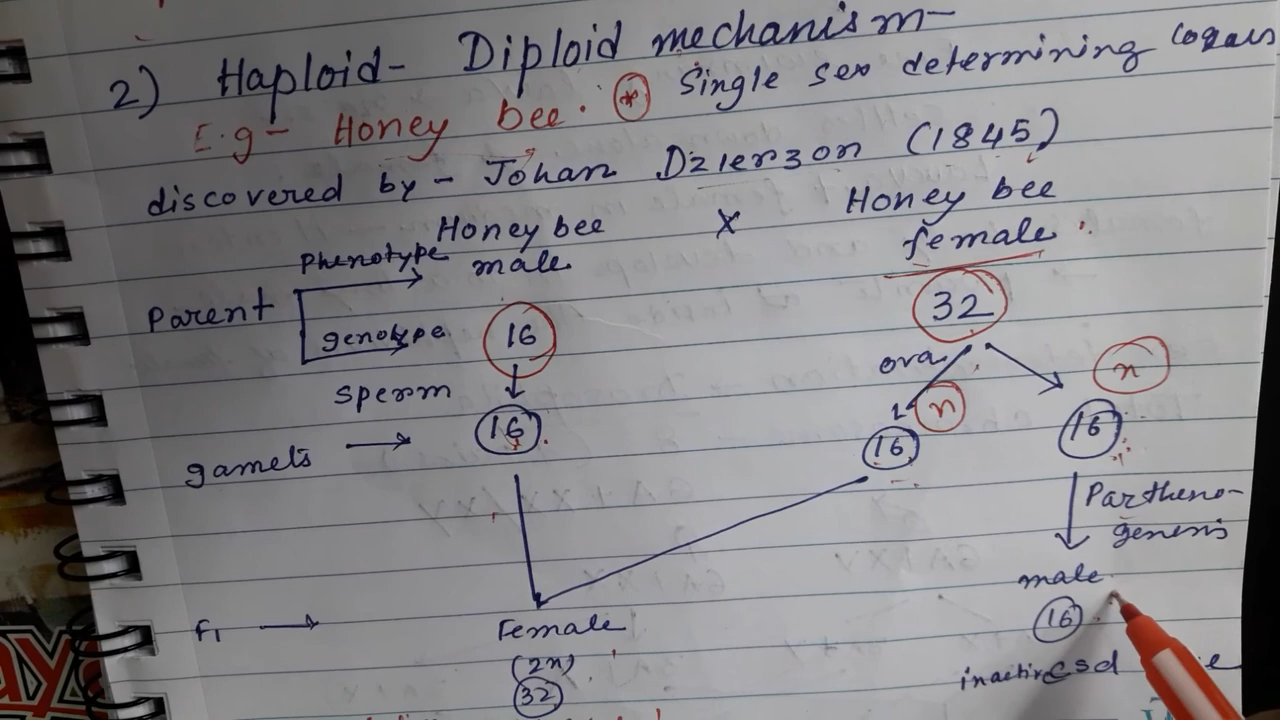 2) Haploid- Diploid mechanism-
E.g- Honey bee. * Single sex determining
discovered by- Johan Dzierzon (1845)
Honey bee X Honey bee
Phenotype male female
Parent
genotype 16 32
sperm ova n n
gamets 16 16 16
Partheno-
genesis
male
F1 Female 16
(2n)
32
csd